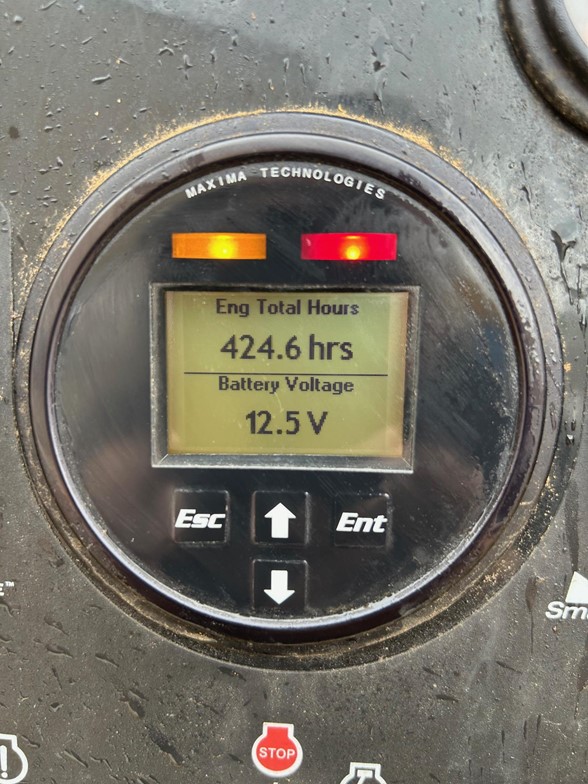 MAXIMA TECHNOLOGIES
Eng Total Hours
424.6 hrs
Battery Voltage
12.5 V
Esc
Ent
STOP